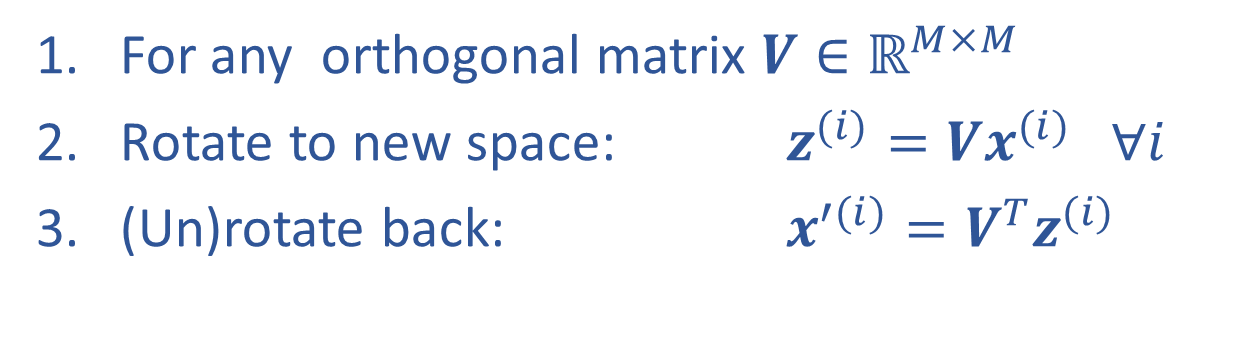 1. For any orthogonal matrix 𝑽 ∈ ℝ^{𝑀×𝑀}
2. Rotate to new space: 𝒛^{(𝑖)} = 𝑽𝒙^{(𝑖)} ∀𝑖
3. (Un)rotate back: 𝒙′^{(𝑖)} = 𝑽^𝑇 𝒛^{(𝑖)}